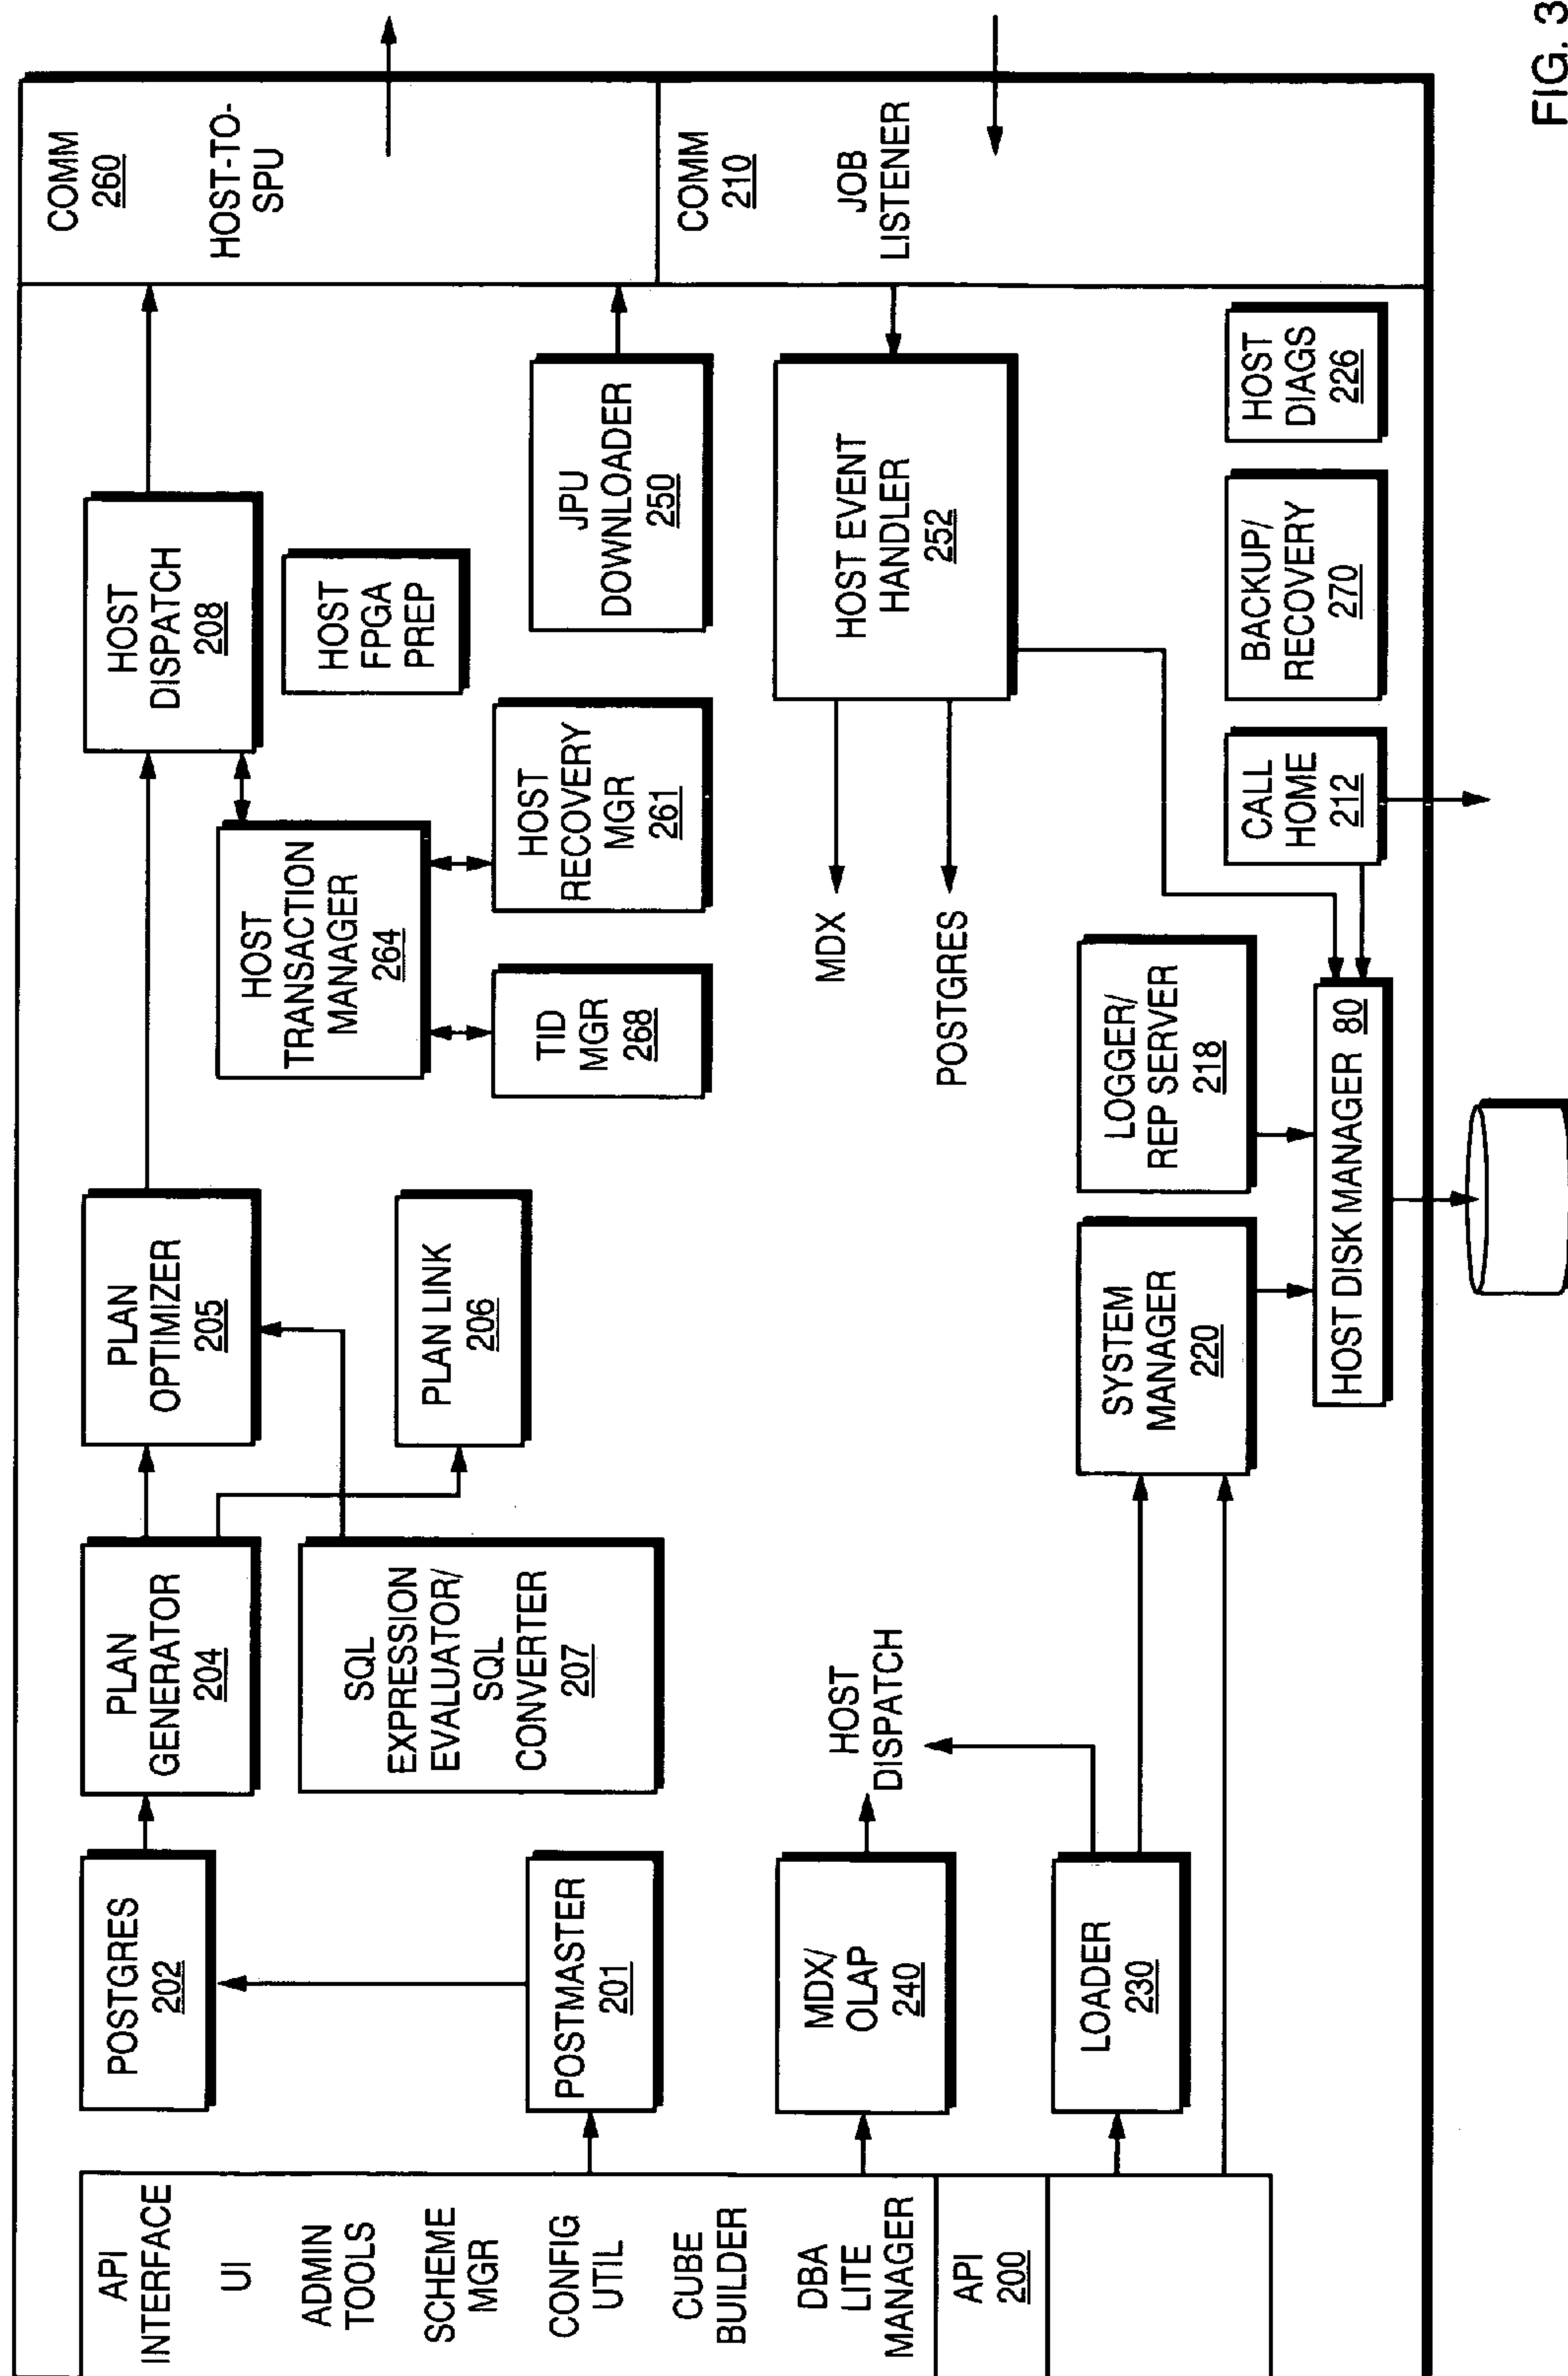 API
INTERFACE
UI
ADMIN
TOOLS
SCHEME
MGR
CONFIG
UTIL
CUBE
BUILDER
DBA
LITE
MANAGER
API
200
POSTGRES
202
POSTMASTER
201
MDX/
OLAP
240
LOADER
230
PLAN
GENERATOR
204
SQL
EXPRESSION
EVALUATOR/
SQL
CONVERTER
207
HOST
DISPATCH
PLAN
OPTIMIZER
205
PLAN LINK
206
SYSTEM
MANAGER
220
LOGGER/
REP SERVER
218
HOST DISK MANAGER 80
HOST
TRANSACTION
MANAGER
264
TID
MGR
268
HOST
RECOVERY
MGR
261
MDX
POSTGRES
HOST
DISPATCH
208
HOST
FPGA
PREP
JPU
DOWNLOADER
250
HOST EVENT
HANDLER
252
CALL
HOME
212
BACKUP/
RECOVERY
270
HOST
DIAGS
226
COMM
260
HOST-TO-
SPU
COMM
210
JOB
LISTENER
FIG. 3